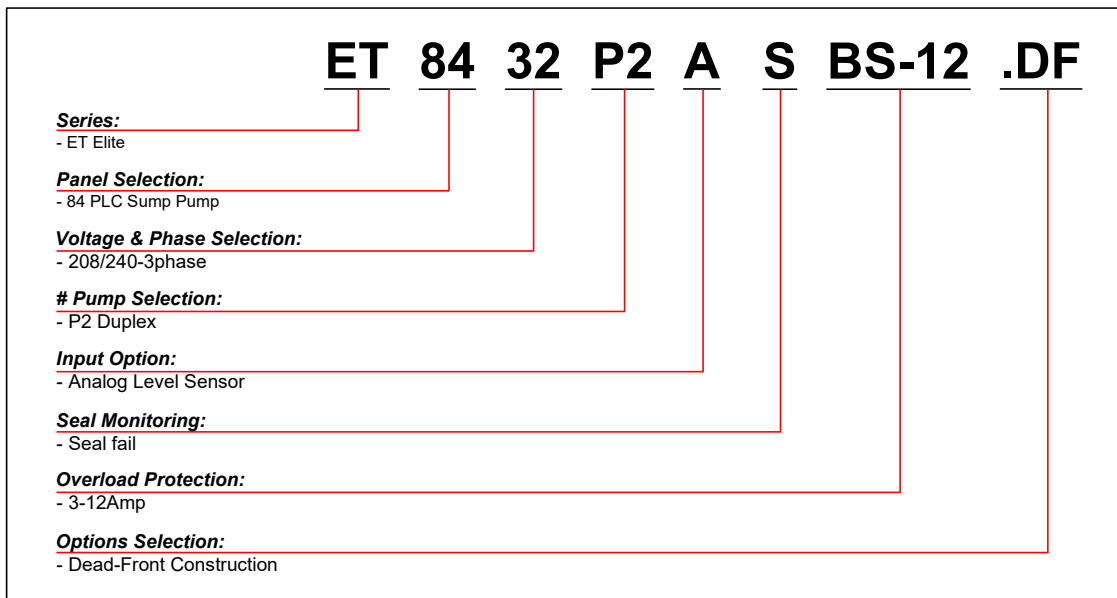 ET 84 32 P2 A S BS-12 .DF
Series:
- ET Elite
Panel Selection:
- 84 PLC Sump Pump
Voltage & Phase Selection:
- 208/240-3phase
# Pump Selection:
- P2 Duplex
Input Option:
- Analog Level Sensor
Seal Monitoring:
- Seal fail
Overload Protection:
- 3-12Amp
Options Selection:
- Dead-Front Construction